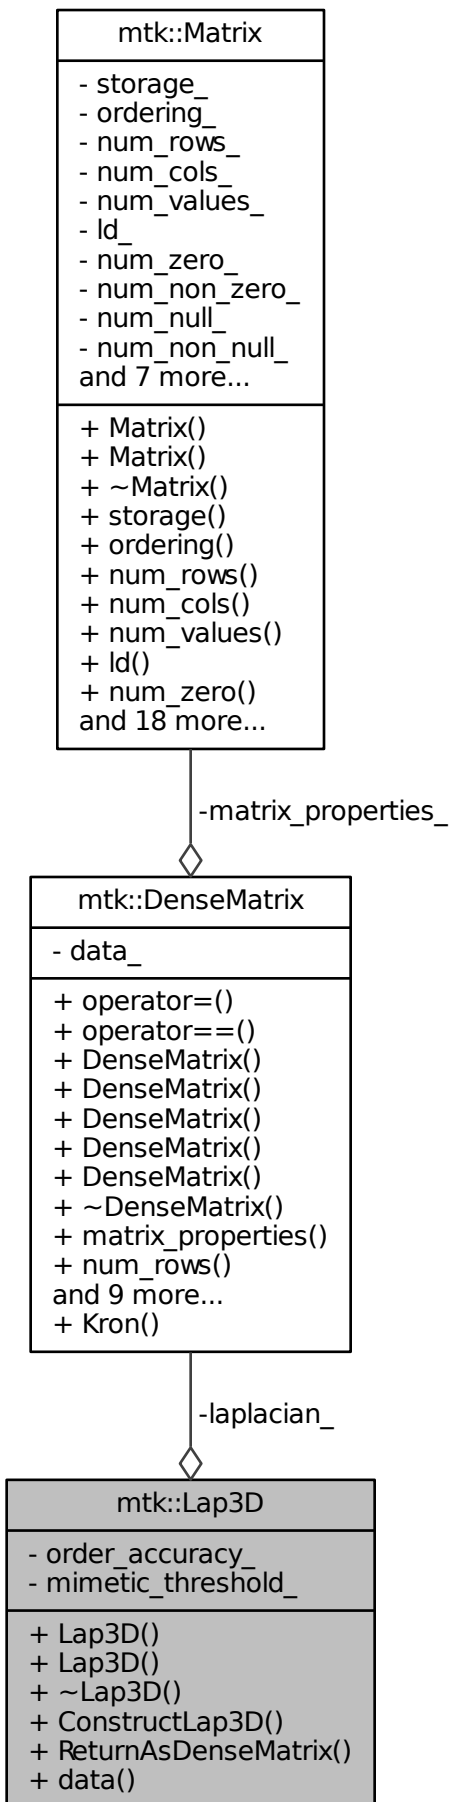 mtk::Matrix
- storage_
- ordering_
- num_rows_
- num_cols_
- num_values_
- ld_
- num_zero_
- num_non_zero_
- num_null_
- num_non_null_
and 7 more...
+ Matrix()
+ Matrix()
+ ~Matrix()
+ storage()
+ ordering()
+ num_rows()
+ num_cols()
+ num_values()
+ ld()
+ num_zero()
and 18 more...
-matrix_properties_
mtk::DenseMatrix
- data_
+ operator=()
+ operator==()
+ DenseMatrix()
+ DenseMatrix()
+ DenseMatrix()
+ DenseMatrix()
+ DenseMatrix()
+ ~DenseMatrix()
+ matrix_properties()
+ num_rows()
and 9 more...
+ Kron()
-laplacian_
mtk::Lap3D
- order_accuracy_
- mimetic_threshold_
+ Lap3D()
+ Lap3D()
+ ~Lap3D()
+ ConstructLap3D()
+ ReturnAsDenseMatrix()
+ data()